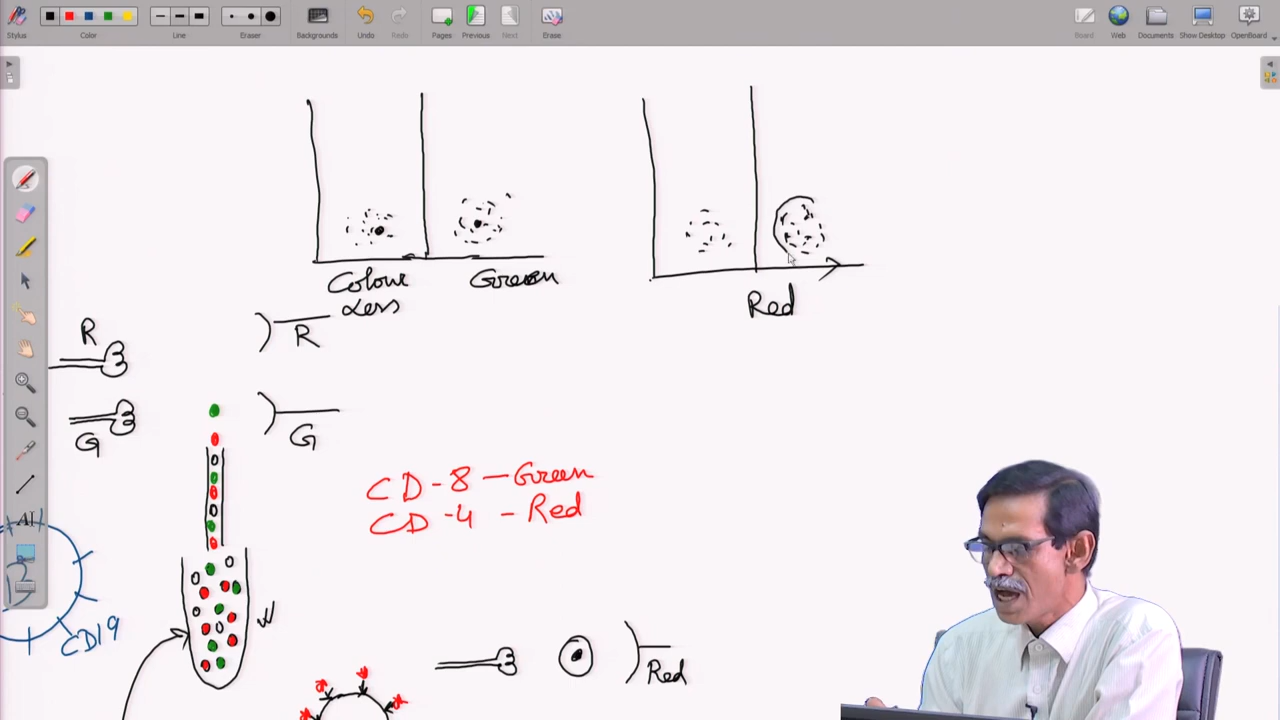 Stylus
Color
Line
Eraser
Backgrounds
Undo
Redo
Pages
Previous
Next
Erase
Board
Web
Documents
Show Desktop
OpenBoard
Colour
Less
Green
Red
R
R
G
G
CD-8 — Green
CD-4 - Red
CD19
B
Red
AI